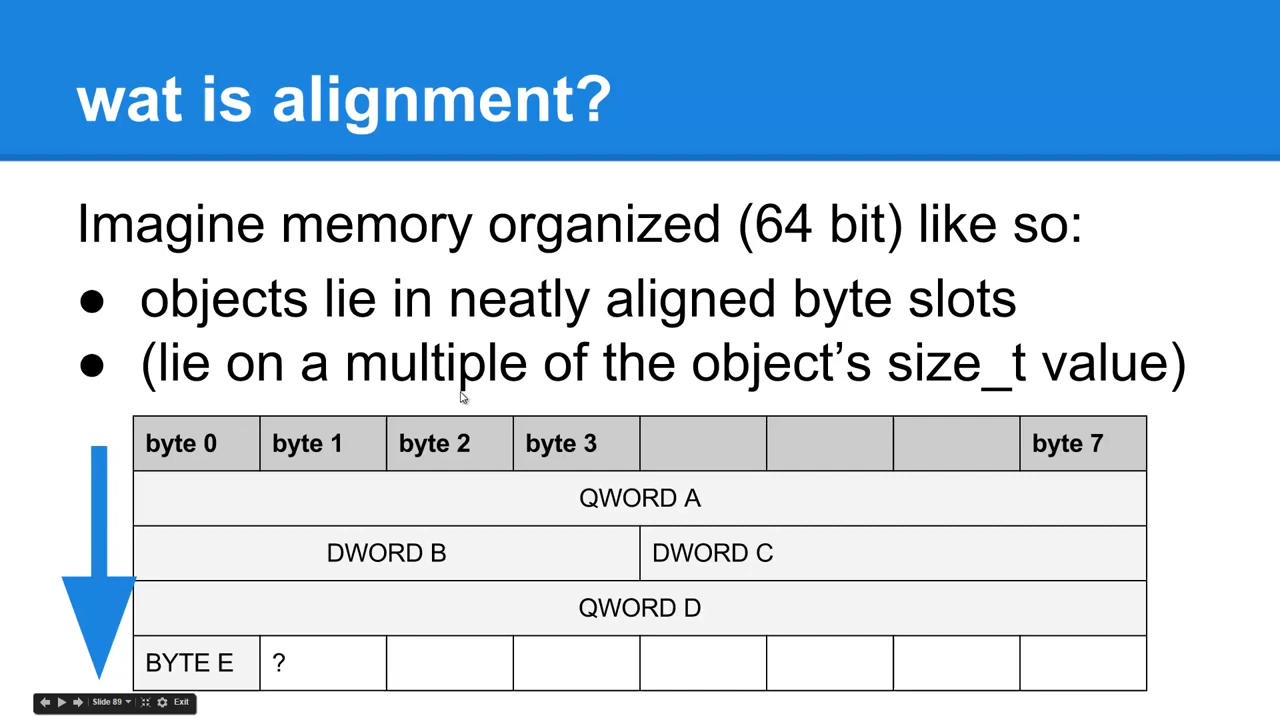 wat is alignment?
Imagine memory organized (64 bit) like so:
● objects lie in neatly aligned byte slots
● (lie on a multiple of the object’s size_t value)
byte 0 byte 1 byte 2 byte 3 byte 7
QWORD A
DWORD B DWORD C
QWORD D
BYTE E ?
Slide 89 Exit